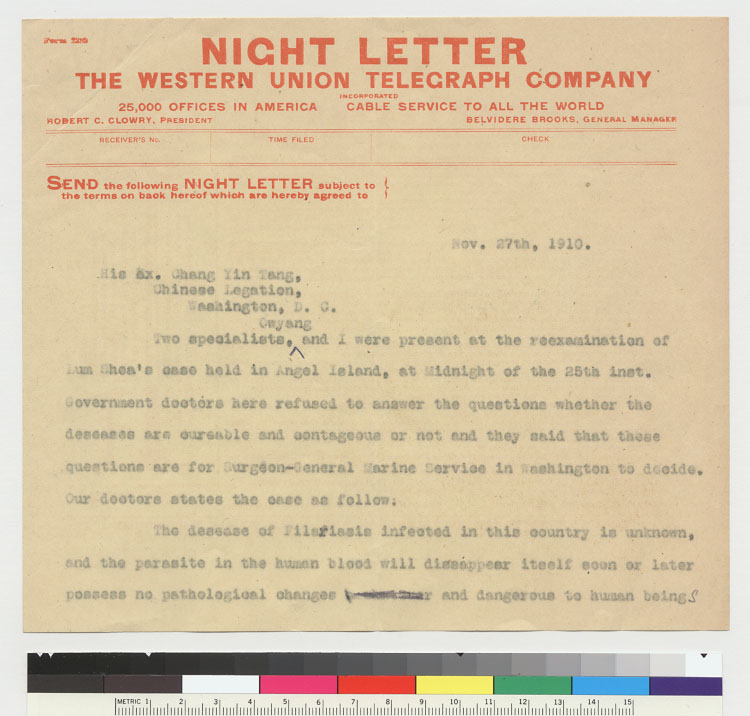 Form 289
NIGHT LETTER
THE WESTERN UNION TELEGRAPH COMPANY
INCORPORATED
25,000 OFFICES IN AMERICA CABLE SERVICE TO ALL THE WORLD
ROBERT C. CLOWRY, PRESIDENT BELVIDERE BROOKS, GENERAL MANAGER
RECEIVER'S No. TIME FILED CHECK
SEND the following NIGHT LETTER subject to
the terms on back hereof which are hereby agreed to
Nov. 27th, 1910.
His Ex. Chang Yin Tang,
Chinese Legation,
Washington, D. C.
Owyang
Two specialists, and I were present at the reexamination of
Lum Shea's case held in Angel Island, at Midnight of the 25th inst.
Government doctors here refused to answer the questions whether the
deseases are cureable and contageous or not and they said that those
questions are for Surgeon-General Marine Service in Washington to decide.
Our doctors states the case as follow:
The desease of Filariasis infected in this country is unknown,
and the parasite in the human blood will dissappear itself soon or later
possess no pathological changes and dangerous to human beings
METRIC 1 2 3 4 5 6 7 8 9 10 11 12 13 14 15